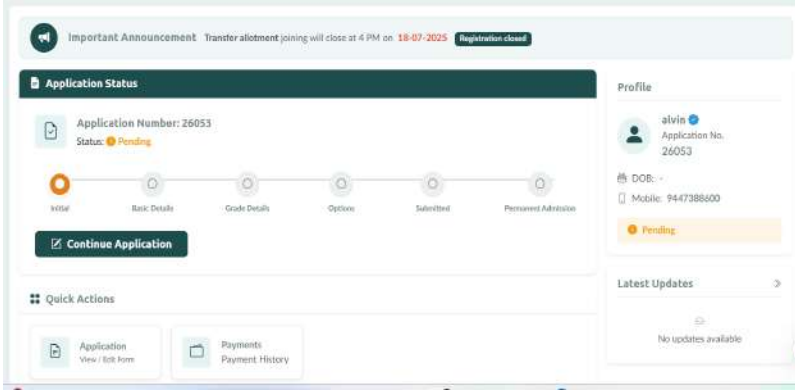 Important Announcement Transfer allotment joining will close at 4 PM on 18-07-2025 Registration closed
Application Status
Application Number: 26053
Status: Pending
Initial
Basic Details
Grade Details
Options
Submitted
Permanent Admission
Continue Application
Quick Actions
Application
View / Edit Form
Payments
Payment History
Profile
alvin
Application No.
26053
DOB: -
Mobile: 9447388600
Pending
Latest Updates
No updates available